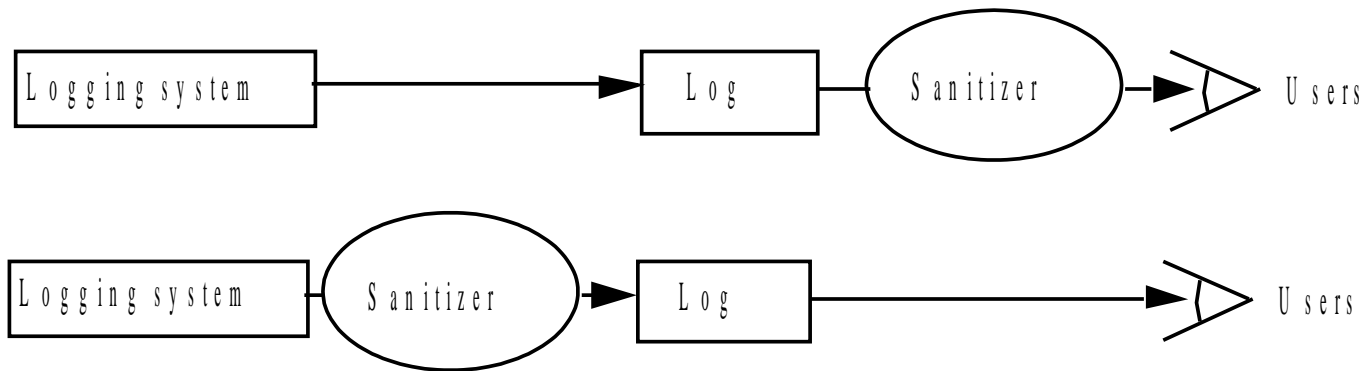 Logging system
Log
Sanitizer
Users
Logging system
Sanitizer
Log
Users